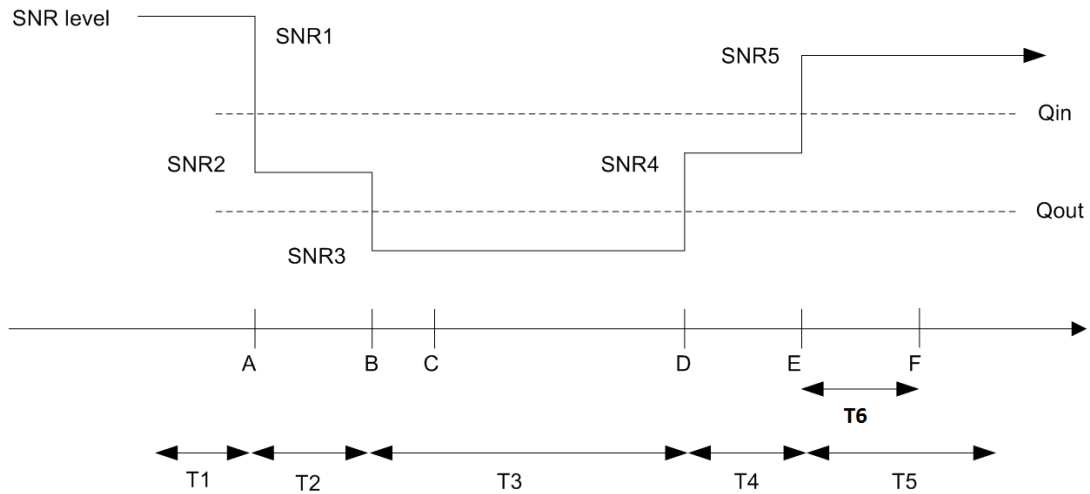 SNR level
SNR1
SNR5
Qin
SNR2
SNR4
Qout
SNR3
A B C D E F
T6
T1 T2 T3 T4 T5